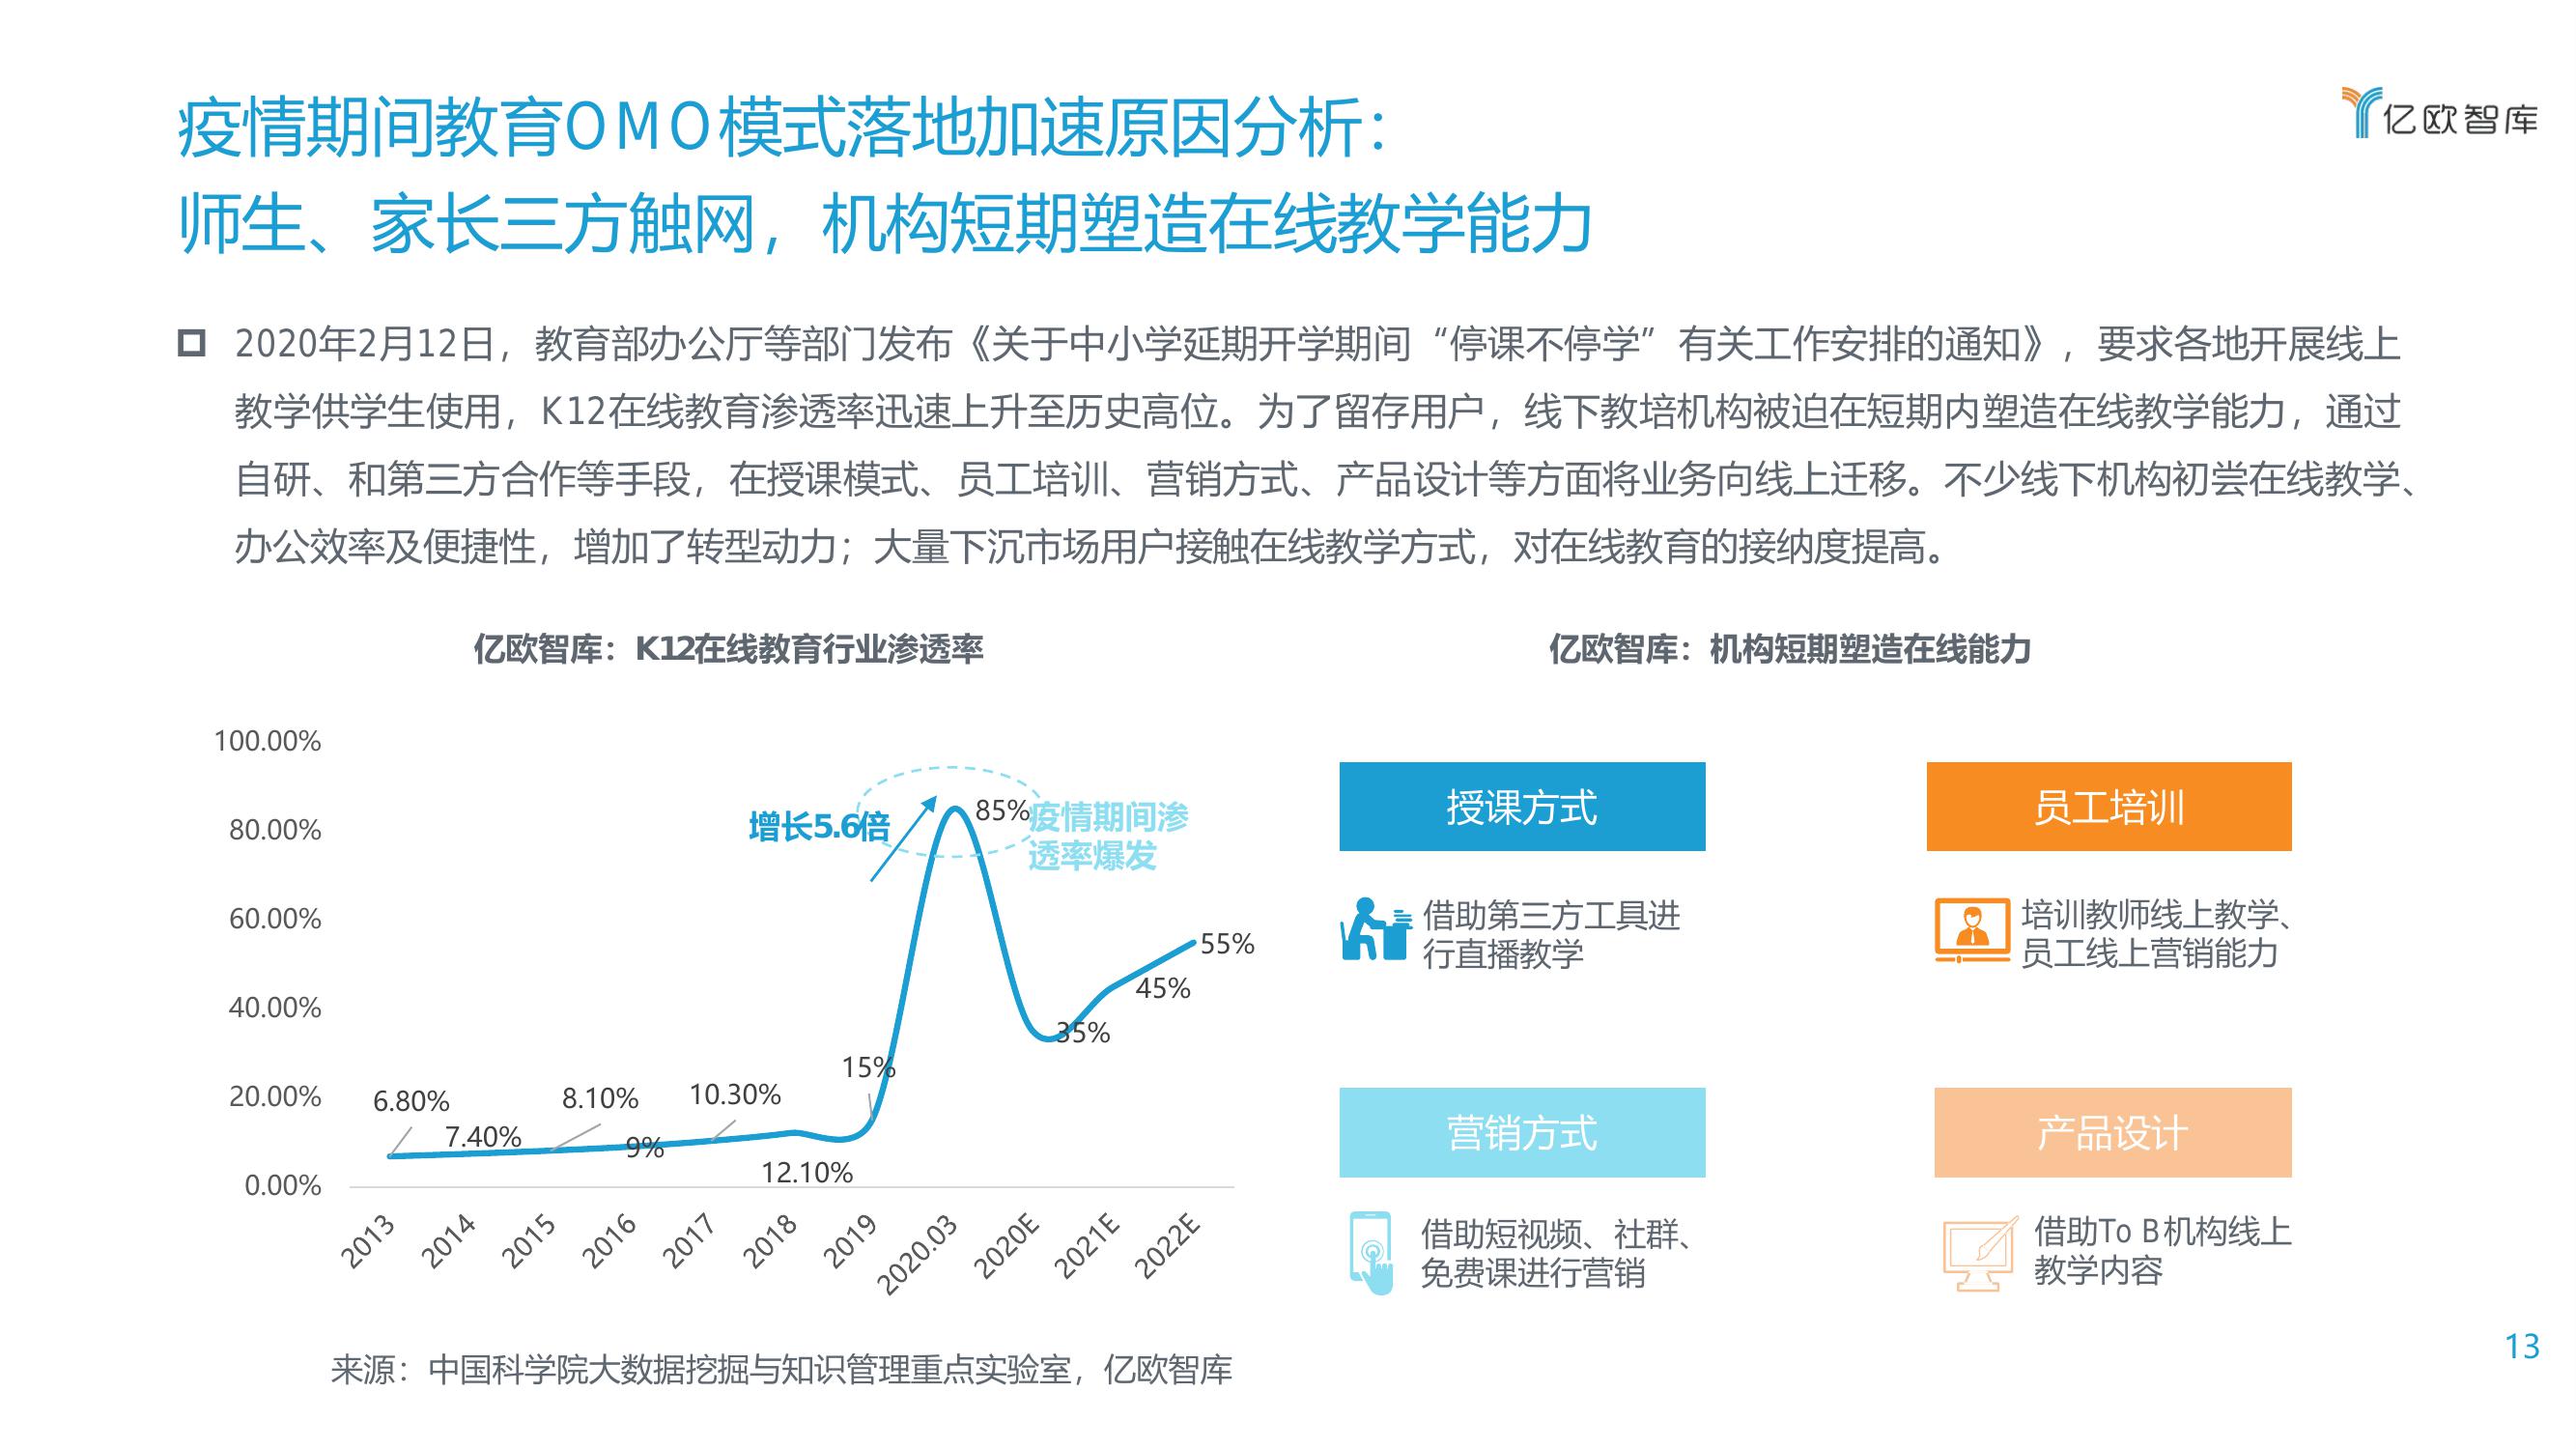 疫情期间教育OMO模式落地加速原因分析：
师生、家长三方触网，机构短期塑造在线教学能力
亿欧智库
2020年2月12日，教育部办公厅等部门发布《关于中小学延期开学期间“停课不停学”有关工作安排的通知》，要求各地开展线上
教学供学生使用，K12在线教育渗透率迅速上升至历史高位。为了留存用户，线下教培机构被迫在短期内塑造在线教学能力，通过
自研、和第三方合作等手段，在授课模式、员工培训、营销方式、产品设计等方面将业务向线上迁移。不少线下机构初尝在线教学、
办公效率及便捷性，增加了转型动力；大量下沉市场用户接触在线教学方式，对在线教育的接纳度提高。
亿欧智库：K12在线教育行业渗透率
100.00%
80.00%
60.00%
40.00%
20.00%
0.00%
增长5.6倍
疫情期间渗
透率爆发
6.80%
7.40%
8.10%
9%
10.30%
12.10%
15%
85%
35%
45%
55%
2013
2014
2015
2016
2017
2018
2019
2020.03
2020E
2021E
2022E
来源：中国科学院大数据挖掘与知识管理重点实验室，亿欧智库
亿欧智库：机构短期塑造在线能力
授课方式
借助第三方工具进
行直播教学
员工培训
培训教师线上教学、
员工线上营销能力
营销方式
借助短视频、社群、
免费课进行营销
产品设计
借助To B机构线上
教学内容
13